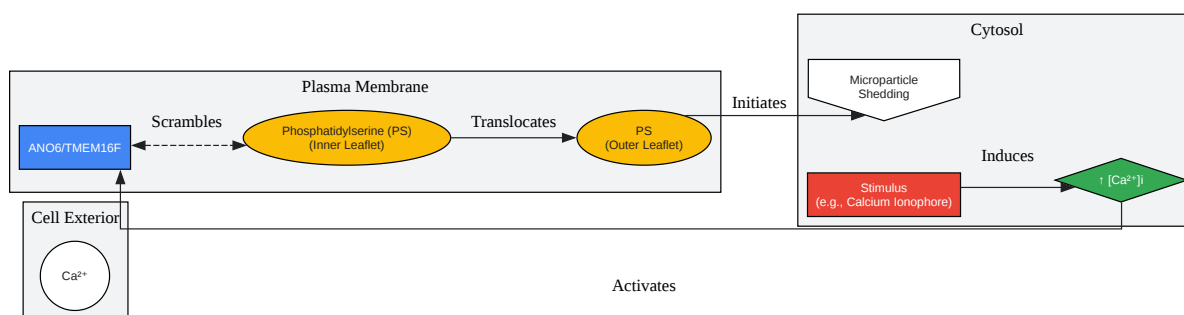 Cytosol
Plasma Membrane
Microparticle
Shedding
Initiates
Scrambles
Translocates
ANO6/TMEM16F
Phosphatidylserine (PS)
(Inner Leaflet)
PS
(Outer Leaflet)
Induces
Stimulus
(e.g., Calcium Ionophore)
↑ [Ca²⁺]i
Cell Exterior
Ca²⁺
Activates